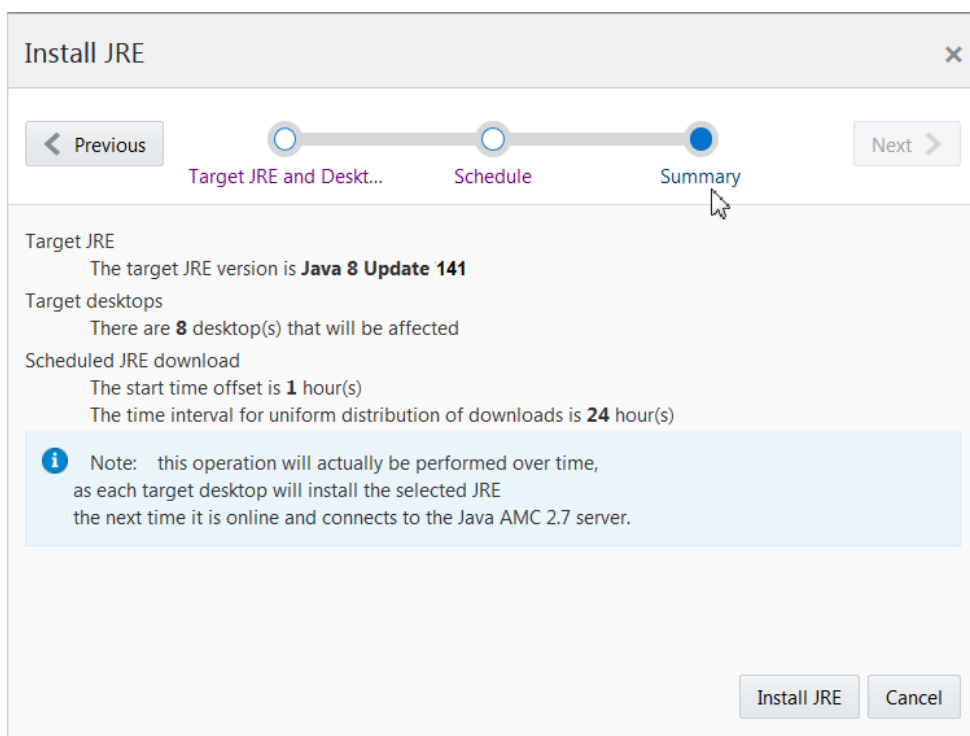 Install JRE
Previous
Next
Target JRE and Deskt...
Schedule
Summary
Target JRE
The target JRE version is Java 8 Update 141
Target desktops
There are 8 desktop(s) that will be affected
Scheduled JRE download
The start time offset is 1 hour(s)
The time interval for uniform distribution of downloads is 24 hour(s)
Note: this operation will actually be performed over time,
as each target desktop will install the selected JRE
the next time it is online and connects to the Java AMC 2.7 server.
Install JRE
Cancel